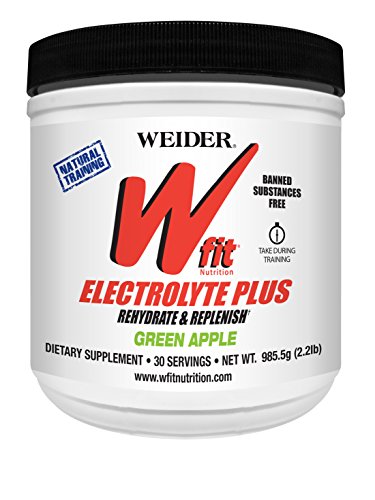 WEIDER®
NATURAL
TRAINING
BANNED
SUBSTANCES
FREE
Wfit®
Nutrition
TAKE DURING
TRAINING
ELECTROLYTE PLUS
REHYDRATE & REPLENISH†
GREEN APPLE
DIETARY SUPPLEMENT • 30 SERVINGS • NET WT. 985.5g (2.2lb)
www.wfitnutrition.com